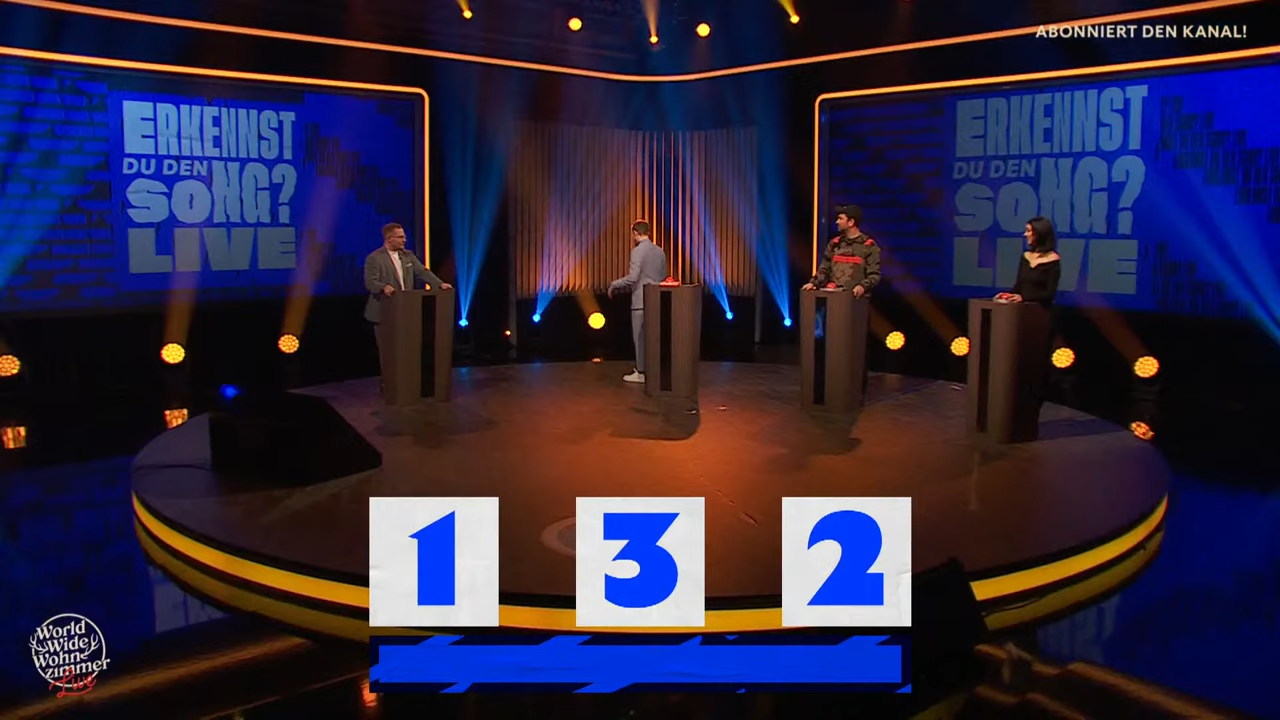 ABONNIERT DEN KANAL!
ERKENNST
DU DEN
SONG?
LIVE
ERKENNST
DU DEN
SONG?
LIVE
1 3 2
World
Wide
Wohn-
zimmer
Live